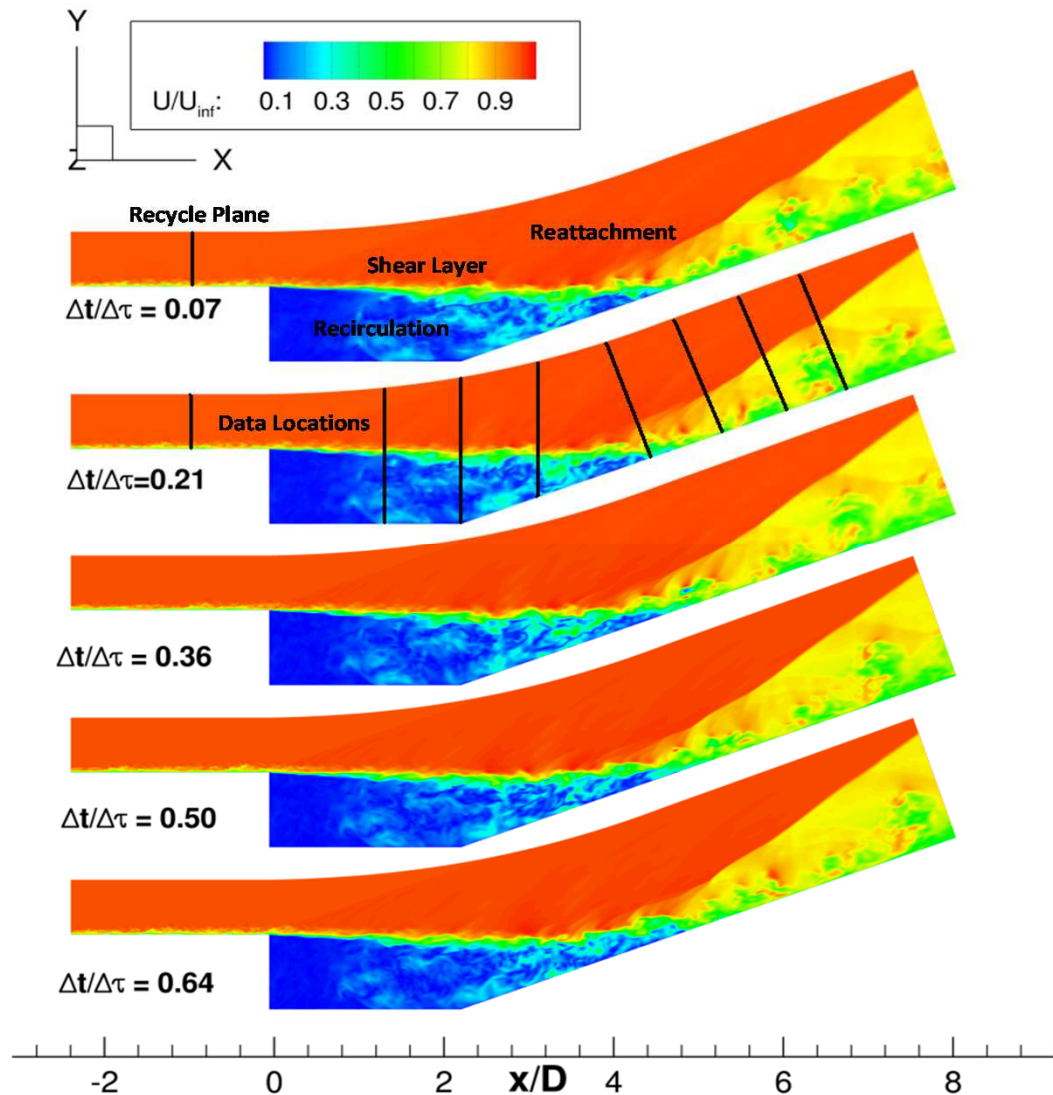 Y
U/U_inf: 0.1 0.3 0.5 0.7 0.9
Z X
Recycle Plane
Reattachment
Shear Layer
Δt/Δτ = 0.07
Recirculation
Data Locations
Δt/Δτ=0.21
Δt/Δτ = 0.36
Δt/Δτ = 0.50
Δt/Δτ = 0.64
-2 0 2 x/D 4 6 8